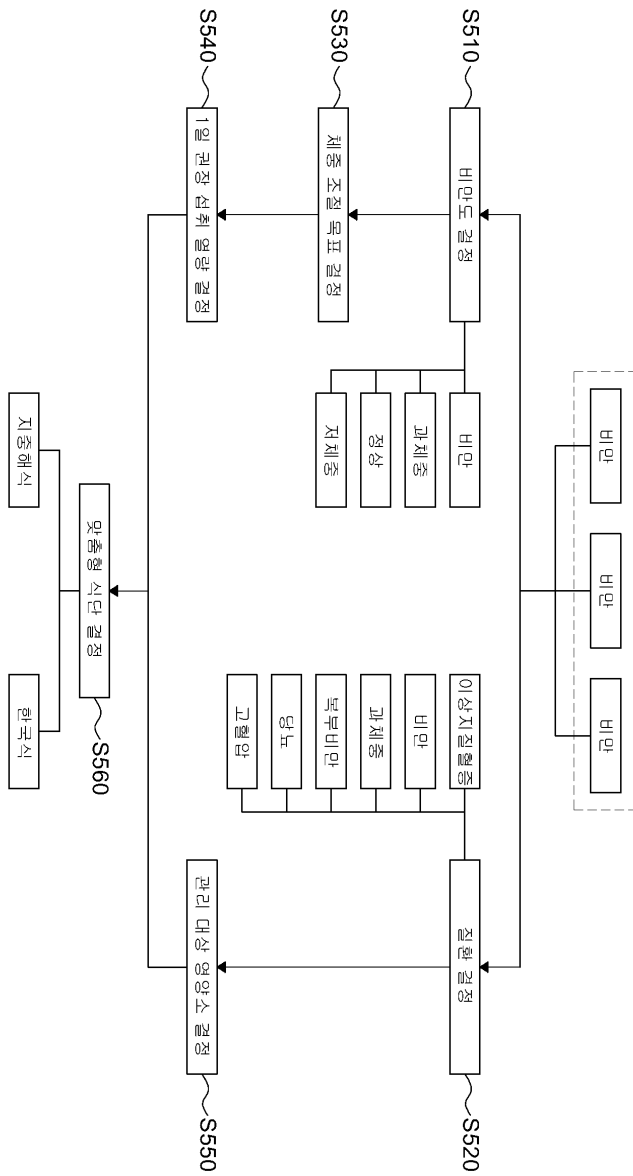 비만
비만
비만
S510
비만도 결정
비만
과체중
정상
저체중
S520
질환 결정
이상지질혈증
비만
과체중
복부비만
당뇨
고혈압
S530
체중 조절 목표 결정
S540
1일 권장 섭취 열량 결정
S550
관리 대상 영양소 결정
S560
맞춤형 식단 결정
지중해식
한국식